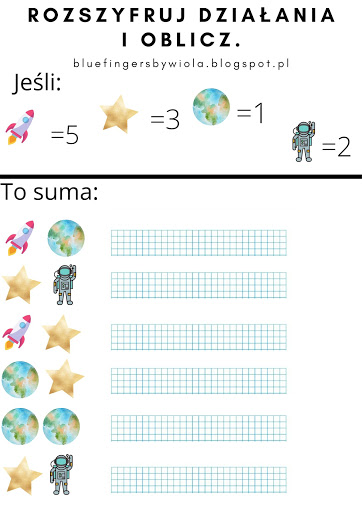 ROZSZYFRUJ DZIAŁANIA
I OBLICZ.
bluefingersbywiola.blogspot.pl
Jeśli:
=5 =3 =1 =2
To suma: